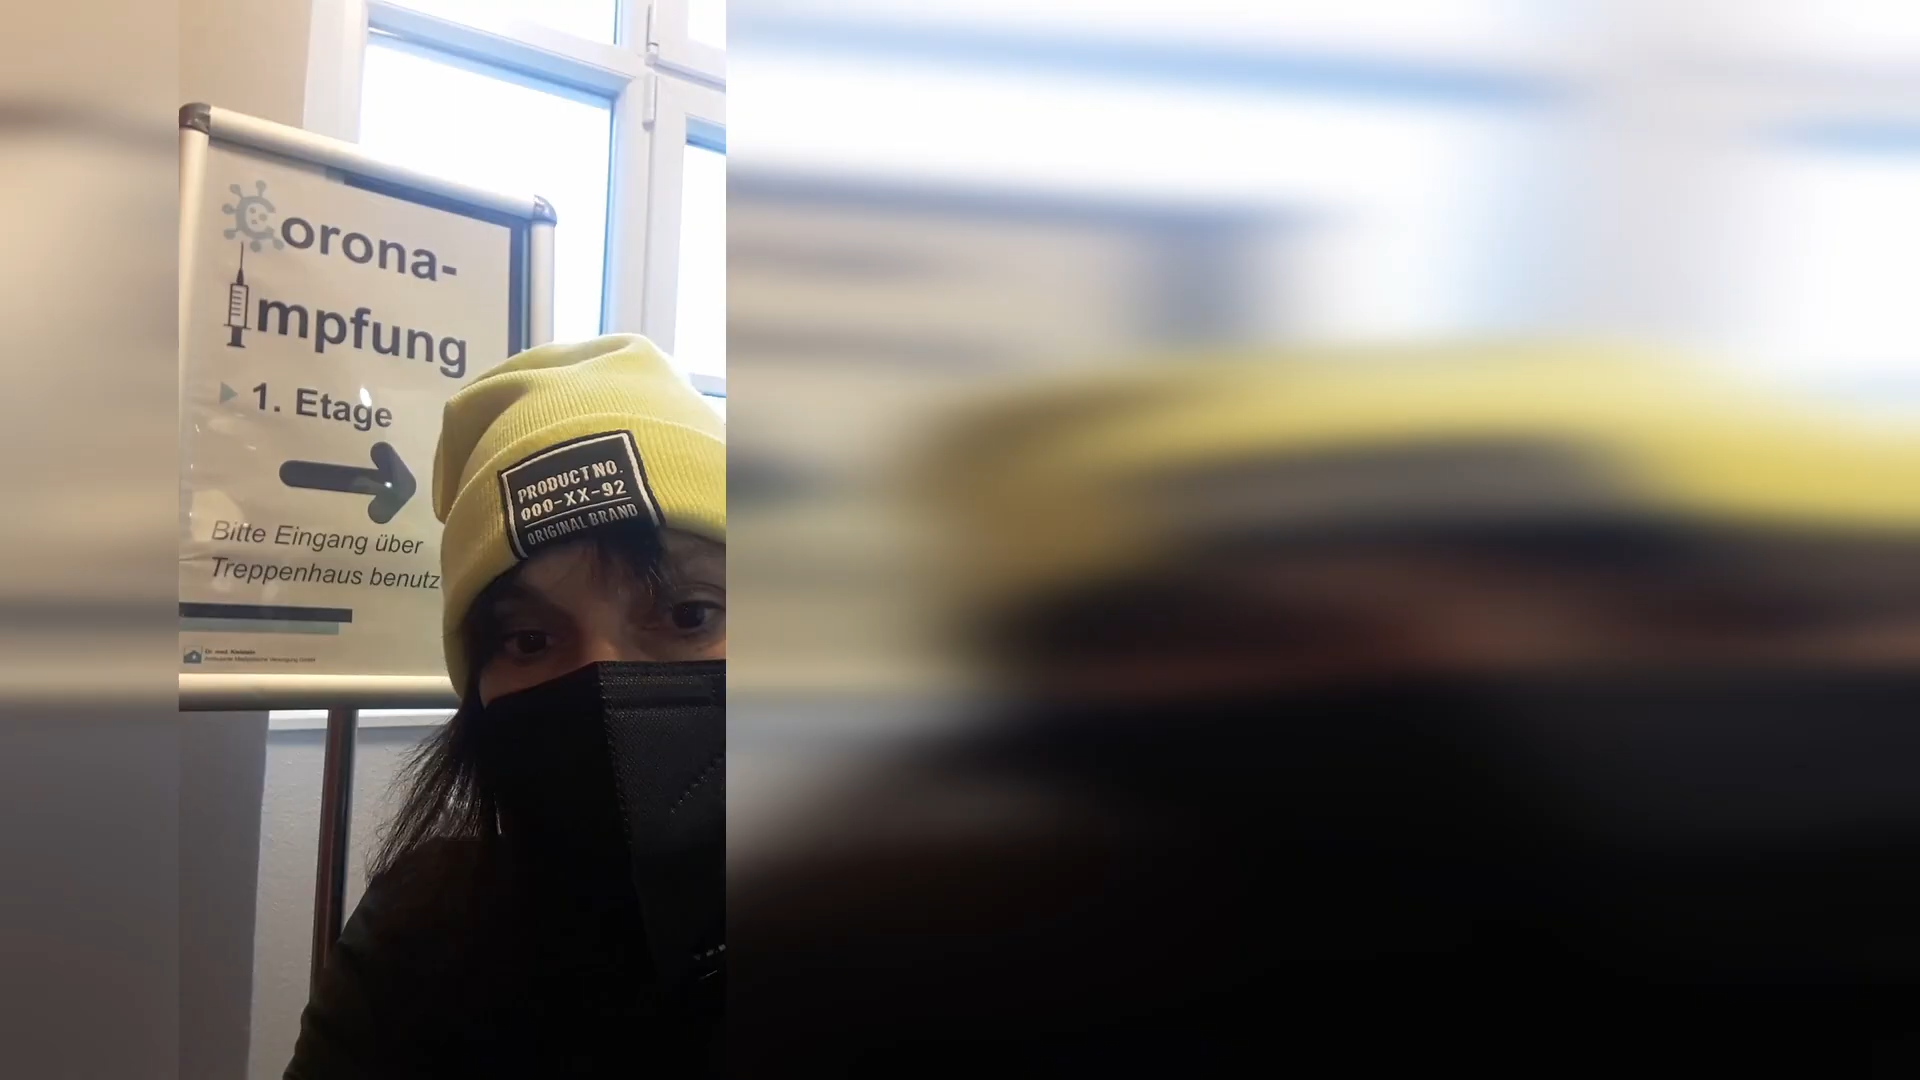 Corona-
Impfung
1. Etage
Bitte Eingang über
Treppenhaus benutz
PRODUCT NO.
000-XX-92
ORIGINAL BRAND